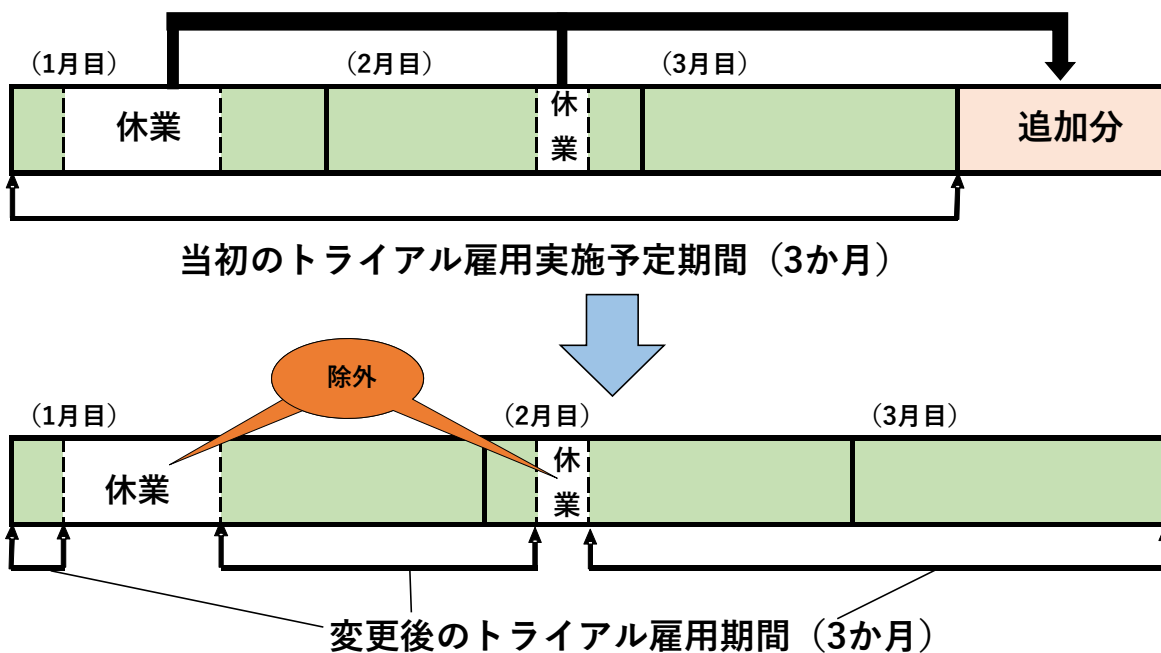 （1月目）
（2月目）
（3月目）
休業
休業
追加分
当初のトライアル雇用実施予定期間（3か月）
除外
（1月目）
（2月目）
（3月目）
休業
休業
変更後のトライアル雇用期間（3か月）